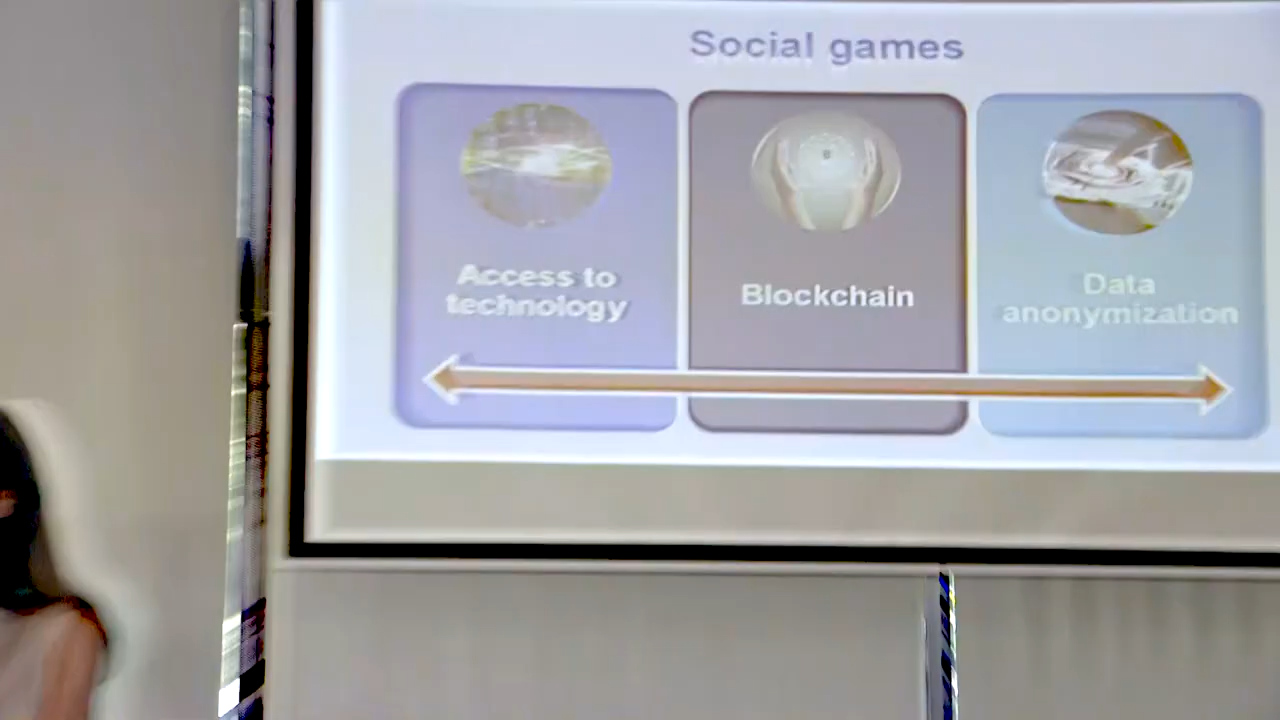 Social games
Access to
technology
Blockchain
Data
anonymization